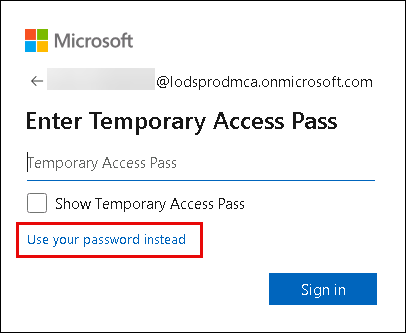 Microsoft
@lodsprodmca.onmicrosoft.com
Enter Temporary Access Pass
Temporary Access Pass
Show Temporary Access Pass
Use your password instead
Sign in